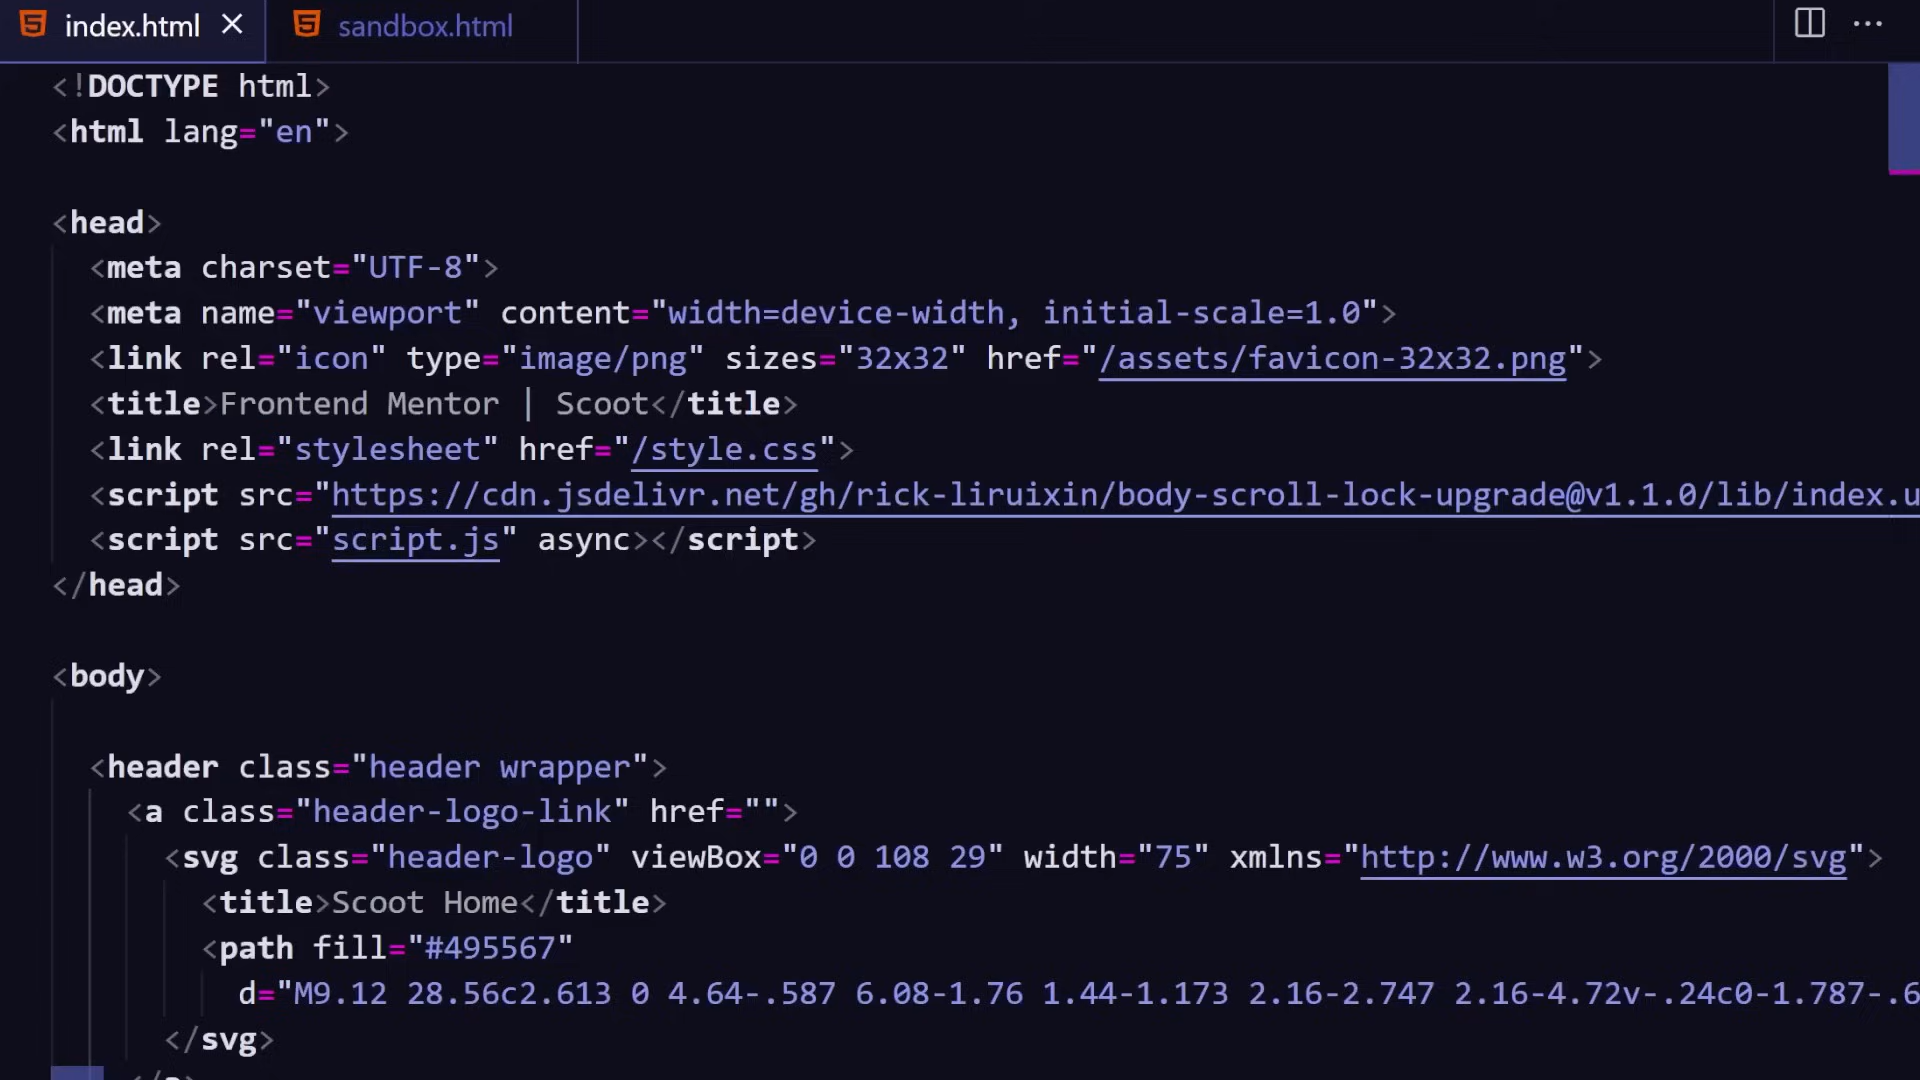 index.html
sandbox.html
<!DOCTYPE html>
<html lang="en">
<head>
<meta charset="UTF-8">
<meta name="viewport" content="width=device-width, initial-scale=1.0">
<link rel="icon" type="image/png" sizes="32x32" href="/assets/favicon-32x32.png">
<title>Frontend Mentor | Scoot</title>
<link rel="stylesheet" href="/style.css">
<script src="https://cdn.jsdelivr.net/gh/rick-liruixin/body-scroll-lock-upgrade@v1.1.0/lib/index.u
<script src="script.js" async></script>
</head>
<body>
<header class="header wrapper">
<a class="header-logo-link" href="">
<svg class="header-logo" viewBox="0 0 108 29" width="75" xmlns="http://www.w3.org/2000/svg">
<title>Scoot Home</title>
<path fill="#495567"
d="M9.12 28.56c2.613 0 4.64-.587 6.08-1.76 1.44-1.173 2.16-2.747 2.16-4.72v-.24c0-1.787-.6
</svg>